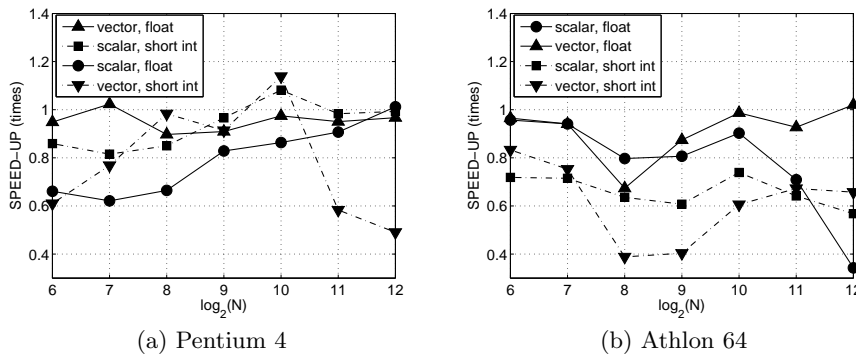 1.4
1.2
1
0.8
0.6
0.4
SPEED-UP (times)
vector, float
scalar, short int
scalar, float
vector, short int
6 7 8 9 10 11 12
log2(N)
(a) Pentium 4
1.4
1.2
1
0.8
0.6
0.4
SPEED-UP (times)
scalar, float
vector, float
scalar, short int
vector, short int
6 7 8 9 10 11 12
log2(N)
(b) Athlon 64